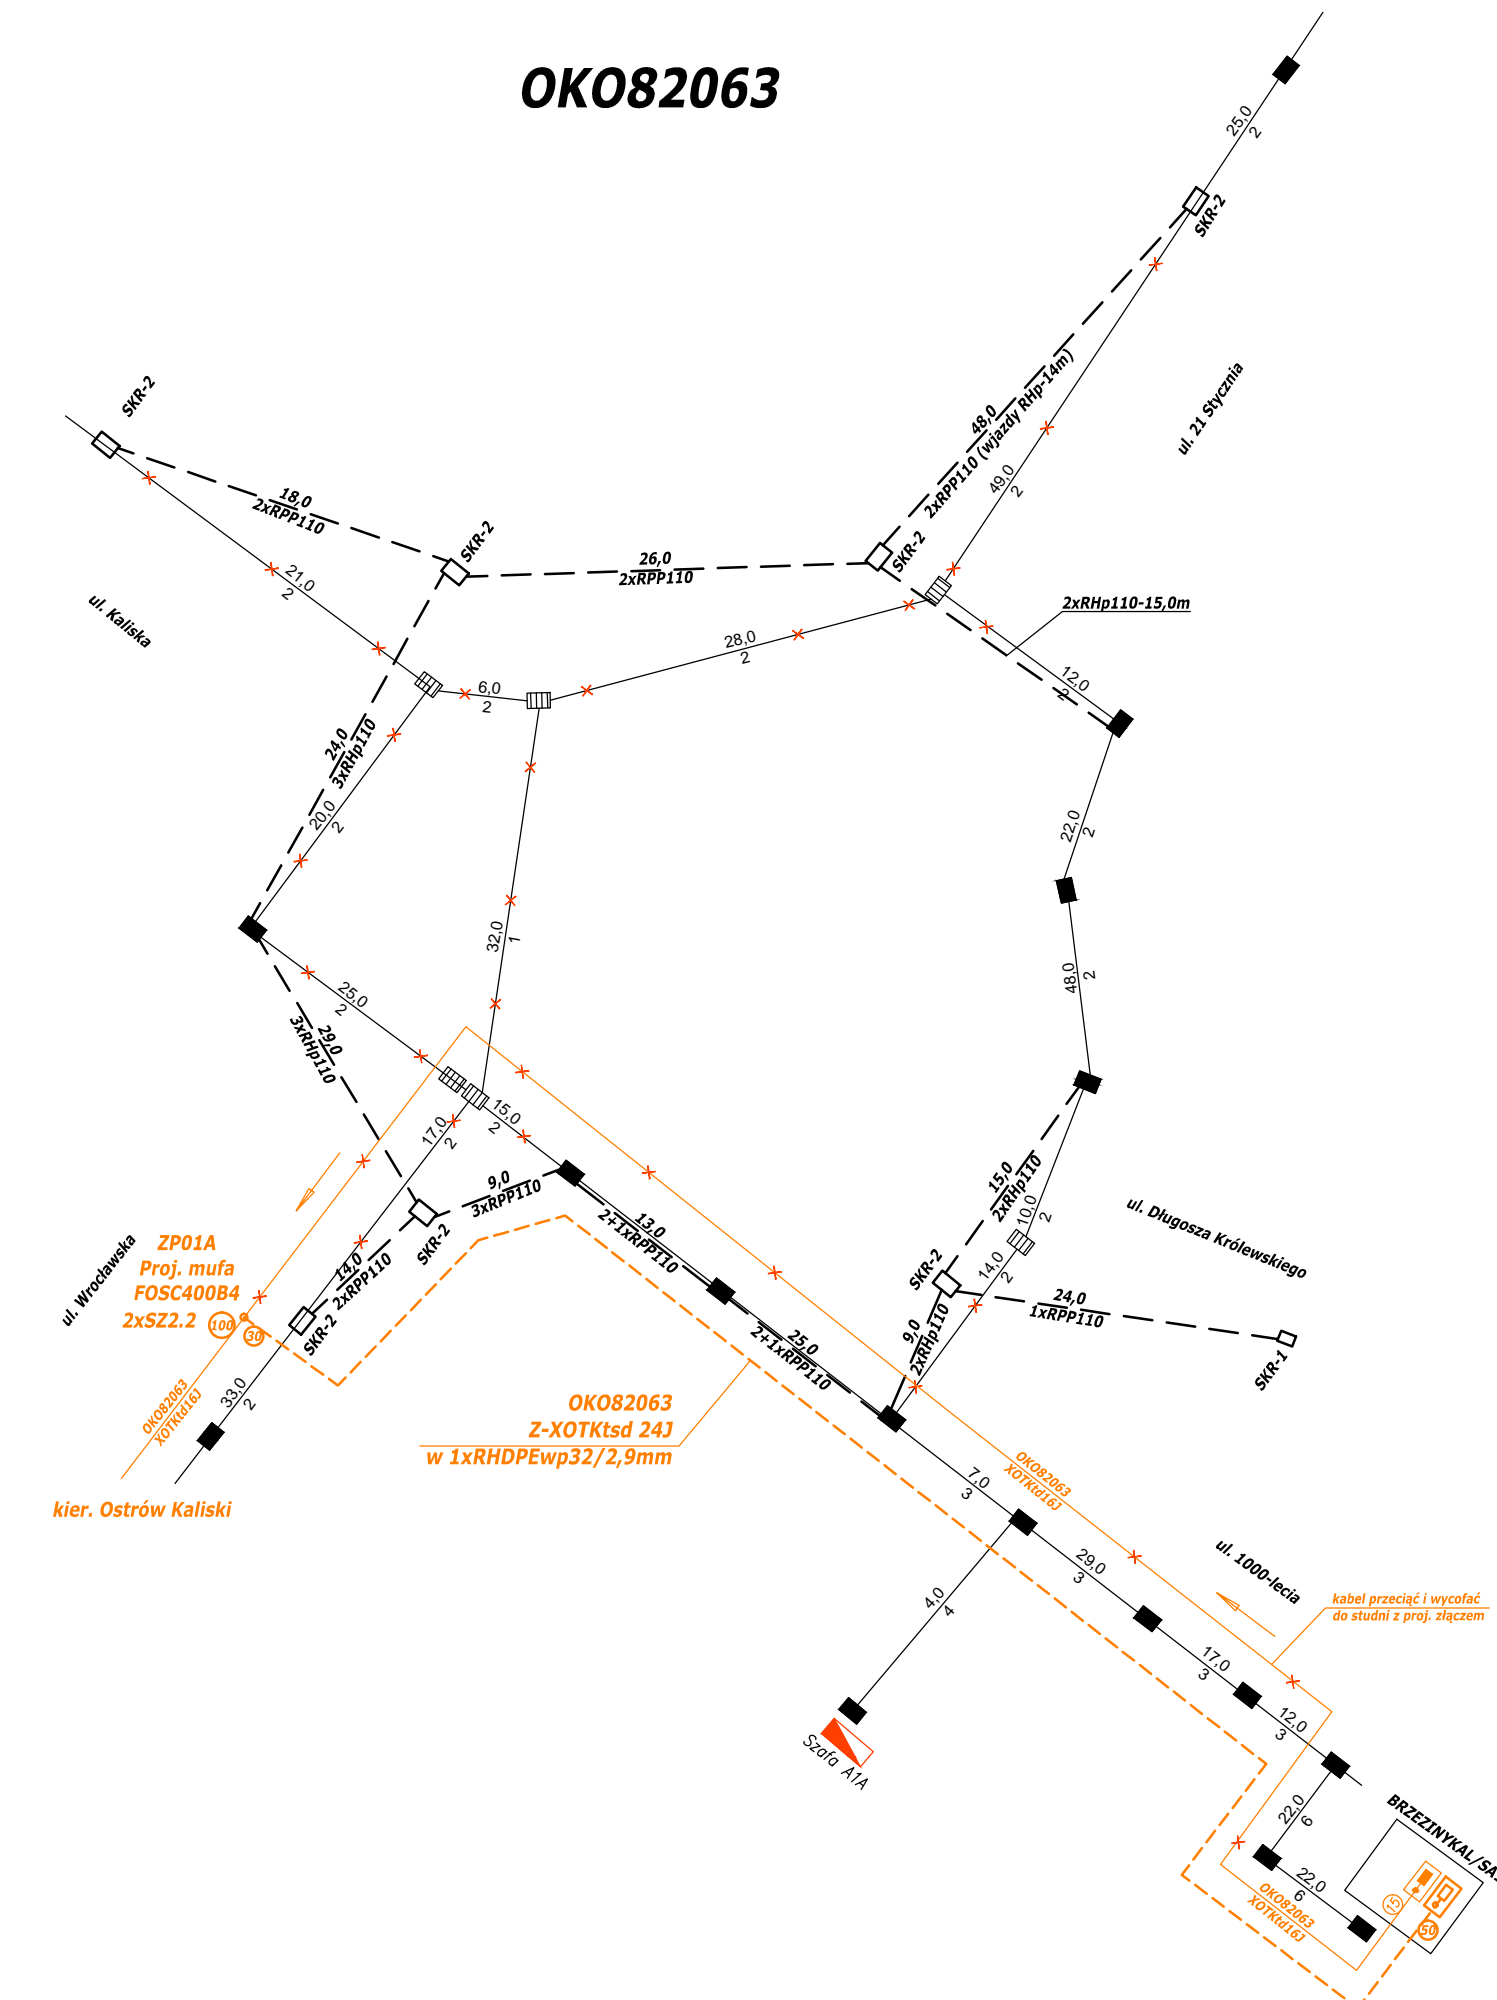 OKO82063
25,0
2
SKR-2
48,0
2xRPP110 (wjazdy RHp-14m)
49,0
2
ul. 21 Stycznia
SKR-2
18,0
2xRPP110
SKR-2
26,0
2xRPP110
SKR-2
2xRHp110-15,0m
21,0
2
ul. Kaliska
28,0
2
6,0
2
12,0
2
24,0
3xRHp110
20,0
2
22,0
2
32,0
1
48,0
2
25,0
2
29,0
3xRHp110
15,0
2
17,0
2
9,0
3xRPP110
SKR-2
13,0
2+1xRPP110
15,0
2xRHp110
10,0
2
ul. Długosza Królewskiego
14,0
2
SKR-2
24,0
1xRPP110
SKR-1
9,0
2xRHp110
25,0
2+1xRPP110
ul. Wrocławska
ZP01A
Proj. mufa
FOSC400B4
2xSZ2.2
100
30
14,0
2xRPP110
SKR-2
33,0
2
OKO82063
XOTKtd16J
kier. Ostrów Kaliski
OKO82063
Z-XOTKtsd 24J
w 1xRHDPEwp32/2,9mm
7,0
3
OKO82063
XOTKtd16J
29,0
3
ul. 1000-lecia
kabel przeciąć i wycofać
do studni z proj. złączem
4,0
4
17,0
3
12,0
3
Szafa A1A
22,0
6
22,0
6
OKO82063
XOTKtd16J
15
50